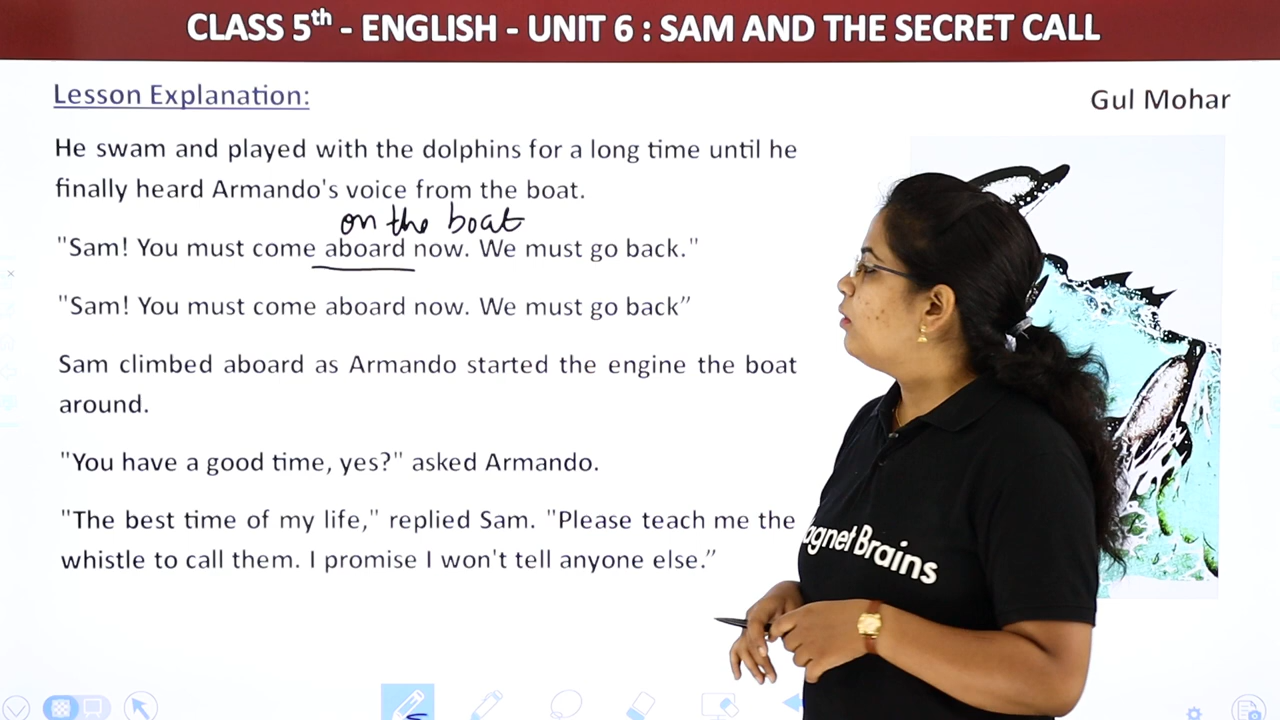 CLASS 5th - ENGLISH - UNIT 6 : SAM AND THE SECRET CALL
Lesson Explanation:
Gul Mohar
He swam and played with the dolphins for a long time until he
finally heard Armando's voice from the boat.
on the boat
"Sam! You must come aboard now. We must go back."
"Sam! You must come aboard now. We must go back”
Sam climbed aboard as Armando started the engine the boat
around.
"You have a good time, yes?" asked Armando.
"The best time of my life," replied Sam. "Please teach me the
whistle to call them. I promise I won't tell anyone else.”
agnet Brains